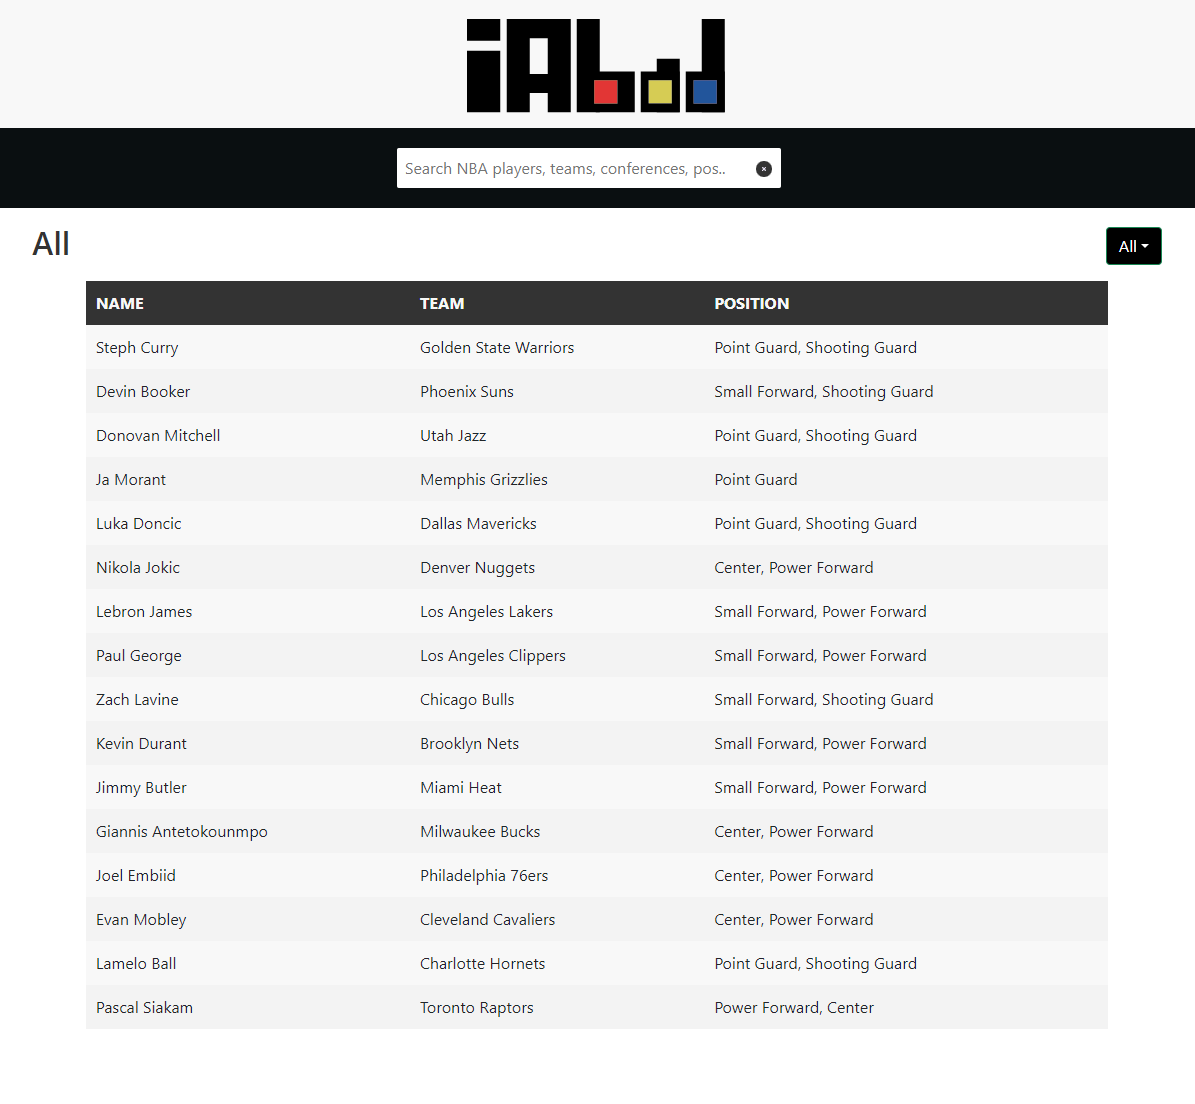 iAbdd
Search NBA players, teams, conferences, pos..
All
All
NAME TEAM POSITION
Steph Curry Golden State Warriors Point Guard, Shooting Guard
Devin Booker Phoenix Suns Small Forward, Shooting Guard
Donovan Mitchell Utah Jazz Point Guard, Shooting Guard
Ja Morant Memphis Grizzlies Point Guard
Luka Doncic Dallas Mavericks Point Guard, Shooting Guard
Nikola Jokic Denver Nuggets Center, Power Forward
Lebron James Los Angeles Lakers Small Forward, Power Forward
Paul George Los Angeles Clippers Small Forward, Power Forward
Zach Lavine Chicago Bulls Small Forward, Shooting Guard
Kevin Durant Brooklyn Nets Small Forward, Power Forward
Jimmy Butler Miami Heat Small Forward, Power Forward
Giannis Antetokounmpo Milwaukee Bucks Center, Power Forward
Joel Embiid Philadelphia 76ers Center, Power Forward
Evan Mobley Cleveland Cavaliers Center, Power Forward
Lamelo Ball Charlotte Hornets Point Guard, Shooting Guard
Pascal Siakam Toronto Raptors Power Forward, Center